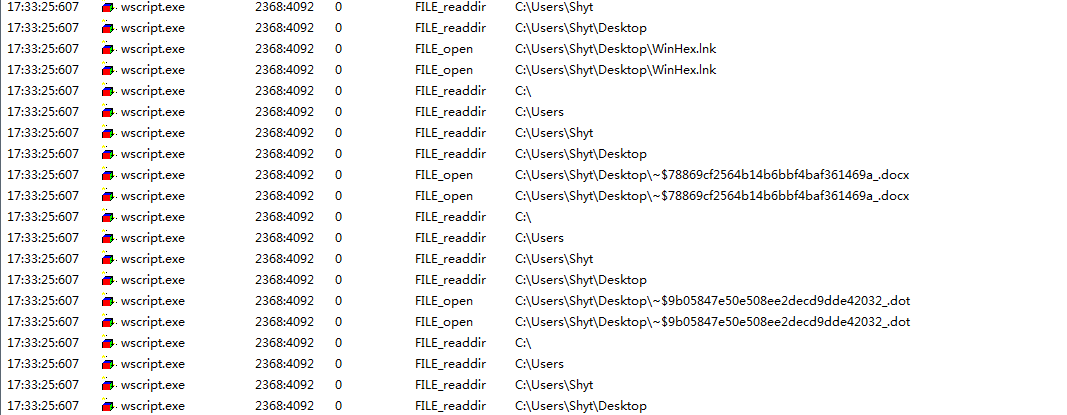 17:33:25:607 wscript.exe 2368:4092 0 FILE_readdir C:\Users\Shyt
17:33:25:607 wscript.exe 2368:4092 0 FILE_readdir C:\Users\Shyt\Desktop
17:33:25:607 wscript.exe 2368:4092 0 FILE_open C:\Users\Shyt\Desktop\WinHex.lnk
17:33:25:607 wscript.exe 2368:4092 0 FILE_open C:\Users\Shyt\Desktop\WinHex.lnk
17:33:25:607 wscript.exe 2368:4092 0 FILE_readdir C:\
17:33:25:607 wscript.exe 2368:4092 0 FILE_readdir C:\Users
17:33:25:607 wscript.exe 2368:4092 0 FILE_readdir C:\Users\Shyt
17:33:25:607 wscript.exe 2368:4092 0 FILE_readdir C:\Users\Shyt\Desktop
17:33:25:607 wscript.exe 2368:4092 0 FILE_open C:\Users\Shyt\Desktop\~$78869cf2564b14b6bbf4baf361469a_.docx
17:33:25:607 wscript.exe 2368:4092 0 FILE_open C:\Users\Shyt\Desktop\~$78869cf2564b14b6bbf4baf361469a_.docx
17:33:25:607 wscript.exe 2368:4092 0 FILE_readdir C:\
17:33:25:607 wscript.exe 2368:4092 0 FILE_readdir C:\Users
17:33:25:607 wscript.exe 2368:4092 0 FILE_readdir C:\Users\Shyt
17:33:25:607 wscript.exe 2368:4092 0 FILE_readdir C:\Users\Shyt\Desktop
17:33:25:607 wscript.exe 2368:4092 0 FILE_open C:\Users\Shyt\Desktop\~$9b05847e50e508ee2decd9dde42032_.dot
17:33:25:607 wscript.exe 2368:4092 0 FILE_open C:\Users\Shyt\Desktop\~$9b05847e50e508ee2decd9dde42032_.dot
17:33:25:607 wscript.exe 2368:4092 0 FILE_readdir C:\
17:33:25:607 wscript.exe 2368:4092 0 FILE_readdir C:\Users
17:33:25:607 wscript.exe 2368:4092 0 FILE_readdir C:\Users\Shyt
17:33:25:607 wscript.exe 2368:4092 0 FILE_readdir C:\Users\Shyt\Desktop